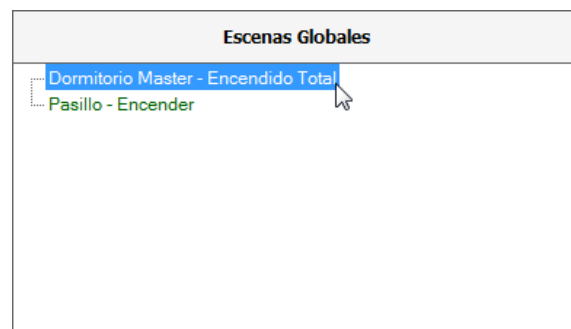 Escenas Globales
Dormitorio Master - Encendido Total
Pasillo - Encender